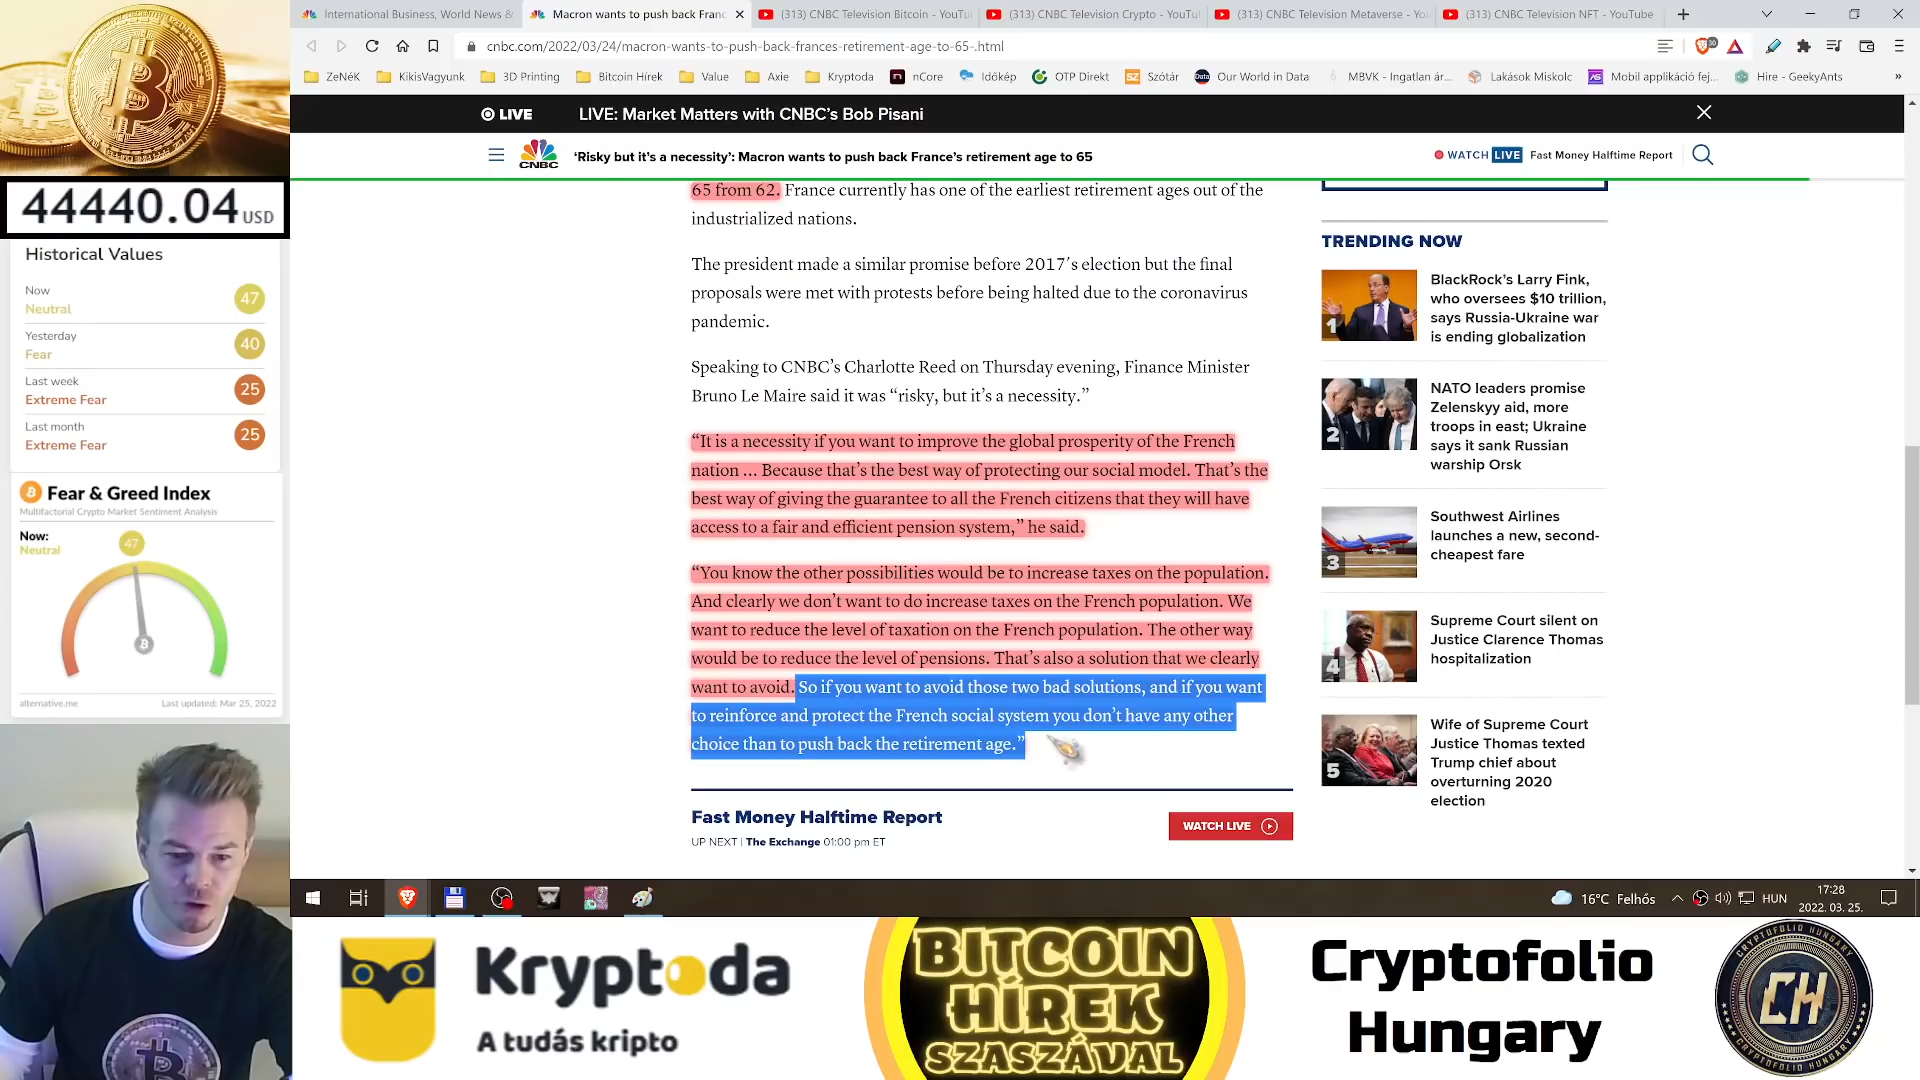 International Business, World News &
Macron wants to push back Franc
(313) CNBC Television Bitcoin - YouTu
(313) CNBC Television Crypto - YouTu
(313) CNBC Television Metaverse - Yo
(313) CNBC Television NFT - YouTube
cnbc.com/2022/03/24/macron-wants-to-push-back-frances-retirement-age-to-65-.html
ZeNéK
KikisVagyunk
3D Printing
Bitcoin Hírek
Value
Axie
Kryptoda
nCore
Időkép
OTP Direkt
Szótár
Our World in Data
MBVK - Ingatlan ár...
Lakások Miskolc
Mobil applikáció fej...
Hire - GeekyAnts
LIVE
LIVE: Market Matters with CNBC's Bob Pisani
CNBC
‘Risky but it’s a necessity’: Macron wants to push back France’s retirement age to 65
WATCH LIVE Fast Money Halftime Report
65 from 62. France currently has one of the earliest retirement ages out of the
industrialized nations.
The president made a similar promise before 2017′s election but the final
proposals were met with protests before being halted due to the coronavirus
pandemic.
Speaking to CNBC’s Charlotte Reed on Thursday evening, Finance Minister
Bruno Le Maire said it was “risky, but it’s a necessity.”
“It is a necessity if you want to improve the global prosperity of the French
nation ... Because that’s the best way of protecting our social model. That’s the
best way of giving the guarantee to all the French citizens that they will have
access to a fair and efficient pension system,” he said.
“You know the other possibilities would be to increase taxes on the population.
And clearly we don’t want to do increase taxes on the French population. We
want to reduce the level of taxation on the French population. The other way
would be to reduce the level of pensions. That’s also a solution that we clearly
want to avoid. So if you want to avoid those two bad solutions, and if you want
to reinforce and protect the French social system you don’t have any other
choice than to push back the retirement age.”
Fast Money Halftime Report
UP NEXT | The Exchange 01:00 pm ET
WATCH LIVE
TRENDING NOW
1
BlackRock’s Larry Fink,
who oversees $10 trillion,
says Russia-Ukraine war
is ending globalization
2
NATO leaders promise
Zelenskyy aid, more
troops in east; Ukraine
says it sank Russian
warship Orsk
3
Southwest Airlines
launches a new, second-
cheapest fare
4
Supreme Court silent on
Justice Clarence Thomas
hospitalization
5
Wife of Supreme Court
Justice Thomas texted
Trump chief about
overturning 2020
election
44440.04 USD
Historical Values
Now
Neutral
47
Yesterday
Fear
40
Last week
Extreme Fear
25
Last month
Extreme Fear
25
Fear & Greed Index
Multifactorial Crypto Market Sentiment Analysis
Now:
Neutral
47
alternative.me
Last updated: Mar 25, 2022
16°C Felhős
HUN
17:28
2022. 03. 25.
Kryptoda
A tudás kripto
BITCOIN
HÍREK
SZASZÁVAL
Cryptofolio
Hungary
CRYPTOFOLIO HUNGARY
CH
CRYPTOFOLIO HUNGARY